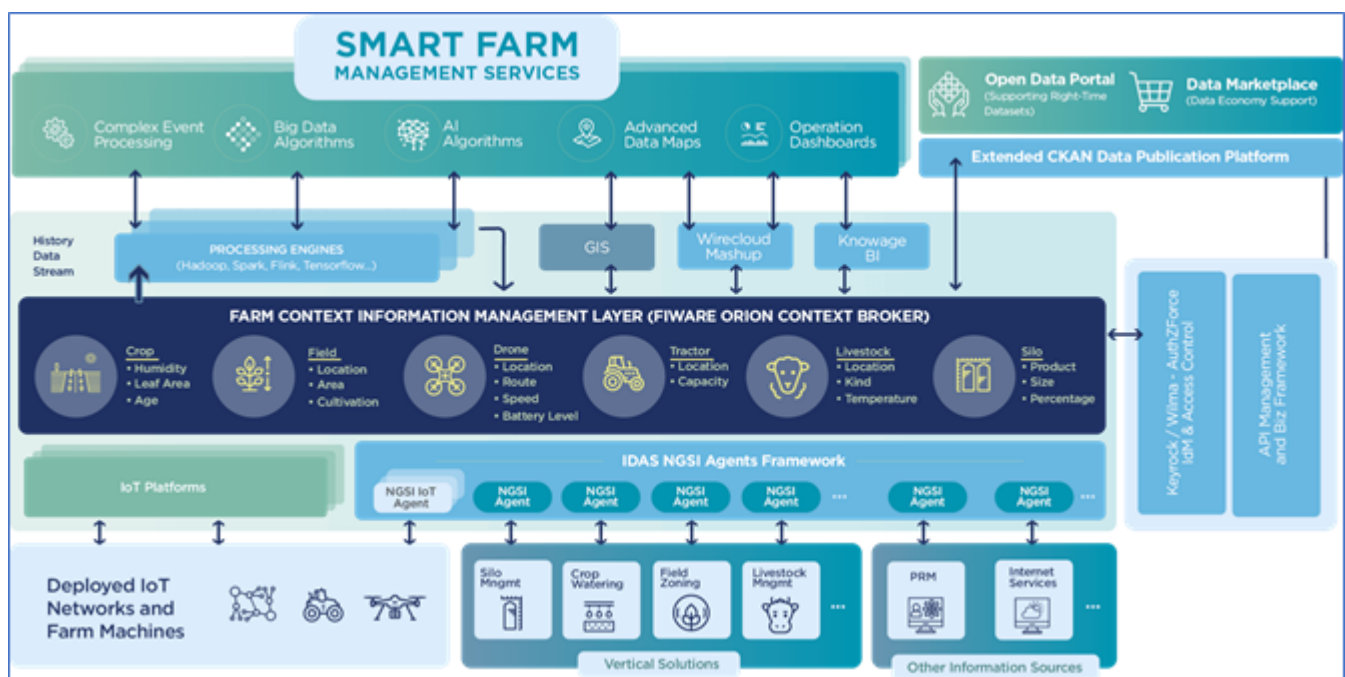 SMART FARM
MANAGEMENT SERVICES
Complex Event
Processing
Big Data
Algorithms
AI
Algorithms
Advanced
Data Maps
Operation
Dashboards
Open Data Portal
(Supporting Right-Time
Datasets)
Data Marketplace
(Data Economy Support)
Extended CKAN Data Publication Platform
History
Data
Stream
PROCESSING ENGINES
(Hadoop, Spark, Flink, Tensorflow...)
GIS
Wirecloud
Mashup
Knowage
BI
FARM CONTEXT INFORMATION MANAGEMENT LAYER (FIWARE ORION CONTEXT BROKER)
Crop
• Humidity
• Leaf Area
• Age
Field
• Location
• Area
• Cultivation
Drone
• Location
• Route
• Speed
• Battery Level
Tractor
• Location
• Capacity
Livestock
• Location
• Kind
• Temperature
Silo
• Product
• Size
• Percentage
Keyrock / Wilma - AuthZForce
IdM & Access Control
API Management
and Biz Framework
IoT Platforms
IDAS NGSI Agents Framework
NGSI IoT
Agent
NGSI
Agent
NGSI
Agent
NGSI
Agent
NGSI
Agent
...
NGSI
Agent
NGSI
Agent
...
Deployed IoT
Networks and
Farm Machines
Silo
Mngmt
Crop
Watering
Field
Zoning
Livestock
Mngmt
...
PRM
Internet
Services
...
Vertical Solutions
Other Information Sources